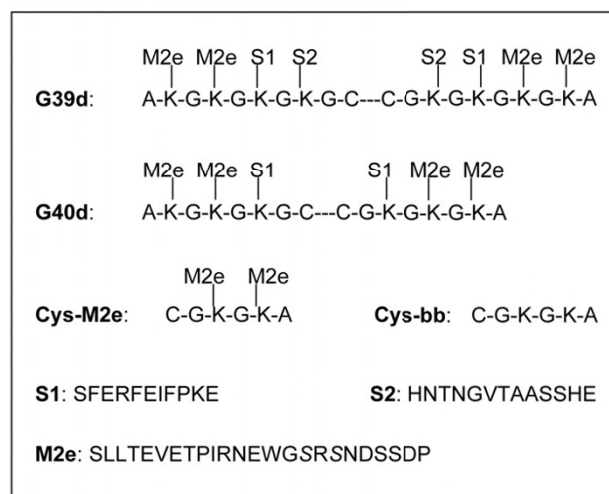 M2e M2e S1 S2 S2 S1 M2e M2e
G39d: A-K-G-K-G-K-G-K-G-C---C-G-K-G-K-G-K-G-K-A
M2e M2e S1 S1 M2e M2e
G40d: A-K-G-K-G-K-G-C---C-G-K-G-K-G-K-A
M2e M2e
Cys-M2e: C-G-K-G-K-A Cys-bb: C-G-K-G-K-A
S1: SFERFEIFPKE S2: HNTNGVTAASSHE
M2e: SLLTEVETPIRNEWGSRSNDSSDP